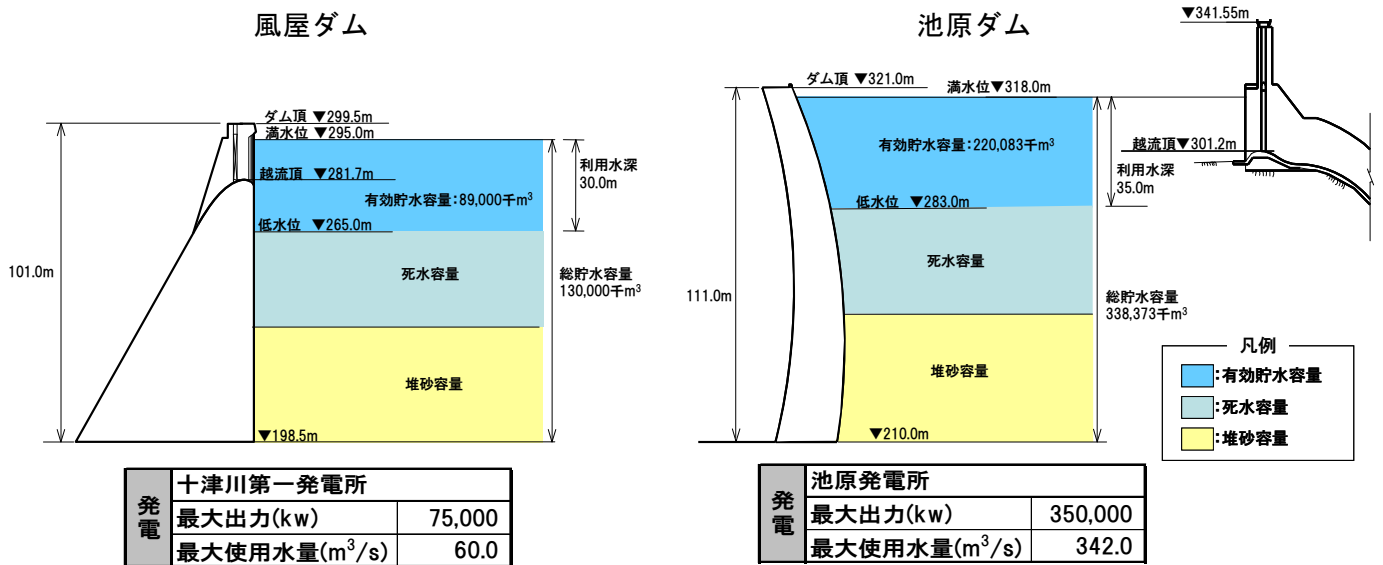 風屋ダム
ダム頂 ▼299.5m
満水位 ▼295.0m
越流頂 ▼281.7m
有効貯水容量:89,000千m³
利用水深
30.0m
低水位 ▼265.0m
101.0m
死水容量
総貯水容量
130,000千m³
堆砂容量
▼198.5m
発電
十津川第一発電所
最大出力(kw) 75,000
最大使用水量(m³/s) 60.0
池原ダム
▼341.55m
ダム頂 ▼321.0m
満水位 ▼318.0m
有効貯水容量:220,083千m³
越流頂▼301.2m
利用水深
35.0m
低水位 ▼283.0m
111.0m
死水容量
総貯水容量
338,373千m³
堆砂容量
▼210.0m
凡例
:有効貯水容量
:死水容量
:堆砂容量
発電
池原発電所
最大出力(kw) 350,000
最大使用水量(m³/s) 342.0